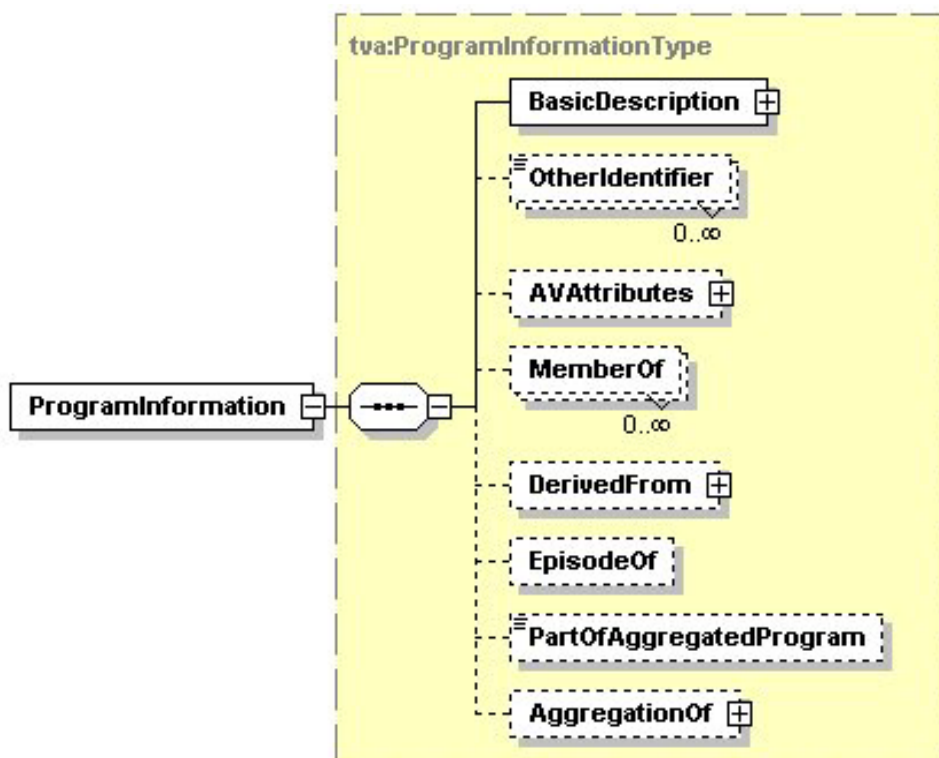 tva:ProgramInformationType
BasicDescription
OtherIdentifier
0..∞
AVAttributes
MemberOf
0..∞
ProgramInformation
DerivedFrom
EpisodeOf
PartOfAggregatedProgram
AggregationOf